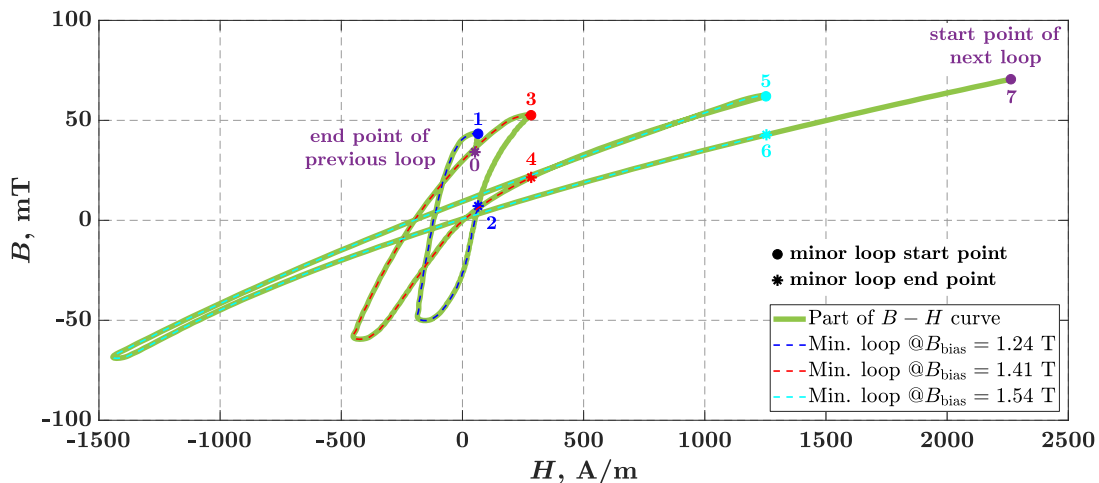 100
50
0
-50
-100
B, mT
-1500
-1000
-500
0
500
1000
1500
2000
2500
H, A/m
start point of
next loop
7
5
6
3
4
1
0
2
end point of
previous loop
minor loop start point
minor loop end point
Part of B − H curve
Min. loop @B_bias = 1.24 T
Min. loop @B_bias = 1.41 T
Min. loop @B_bias = 1.54 T